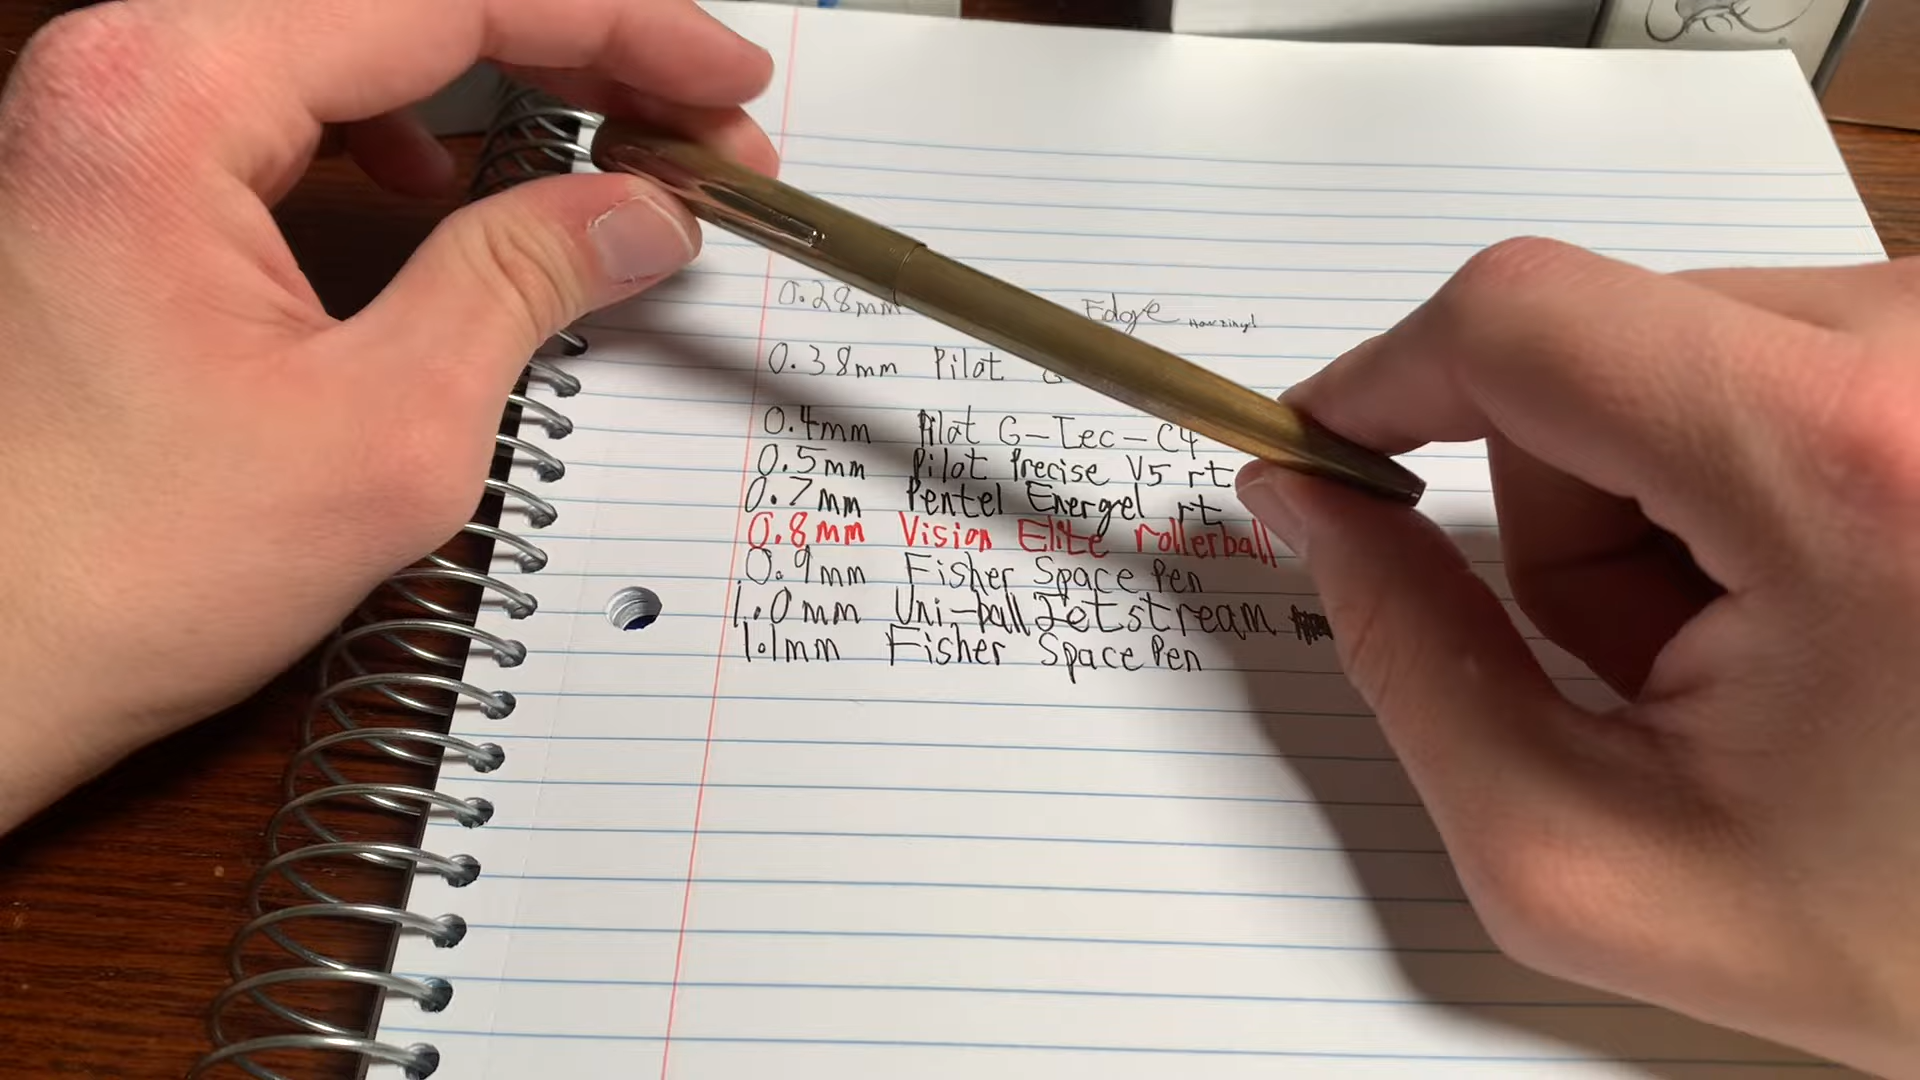 0.28mm Edge
0.38mm Pilot G
0.4mm Pilot G-Tec-C4
0.5mm Pilot Precise V5 rt
0.7mm Pentel Energel rt
0.8mm Vision Elite rollerball
0.9mm Fisher Space Pen
1.0mm Uni-ball Jetstream
1.1mm Fisher Space Pen